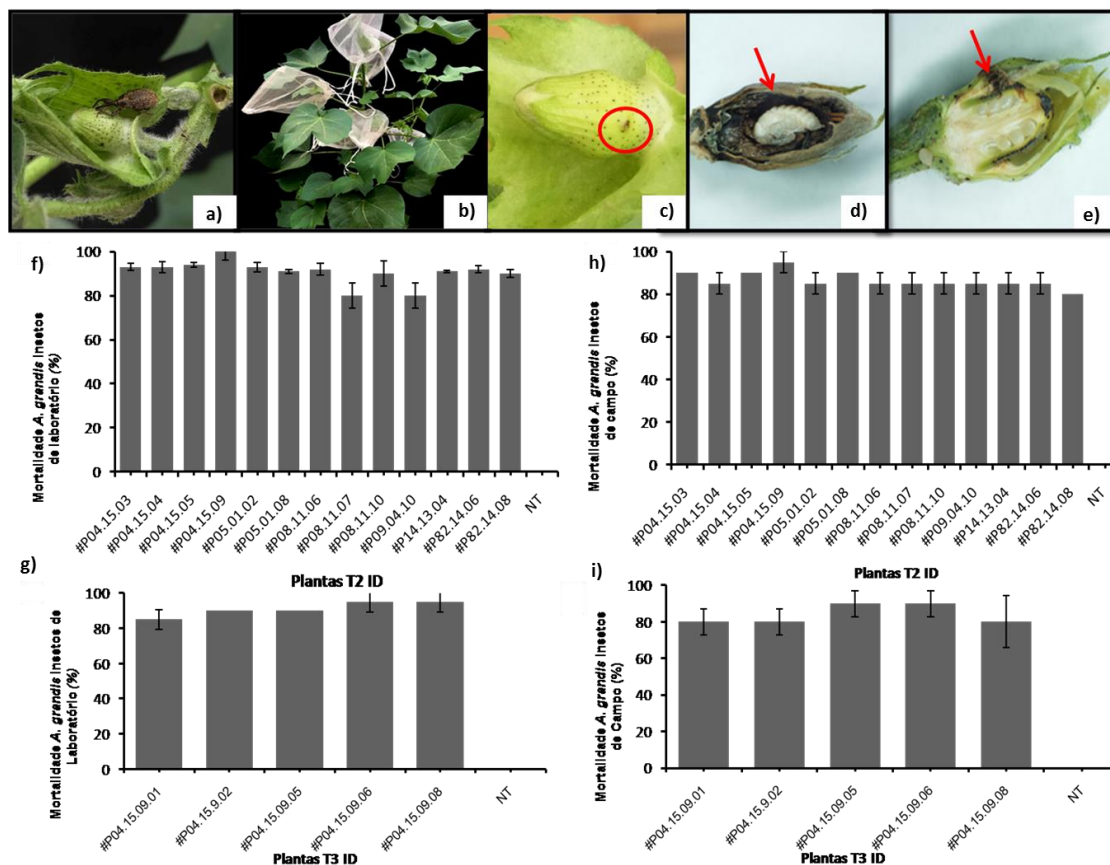 a)
b)
c)
d)
e)
f)
100
80
60
40
20
0
Mortalidade A. grandis Insetos
de laboratório (%)
#P04.15.03
#P04.15.04
#P04.15.05
#P04.15.09
#P05.01.02
#P05.01.08
#P08.11.06
#P08.11.07
#P08.11.10
#P09.04.10
#P14.13.04
#P82.14.06
#P82.14.08
NT
Plantas T2 ID
h)
100
80
60
40
20
0
Mortalidade A. grandis Insetos
de campo (%)
#P04.15.03
#P04.15.04
#P04.15.05
#P04.15.09
#P05.01.02
#P05.01.08
#P08.11.06
#P08.11.07
#P08.11.10
#P09.04.10
#P14.13.04
#P82.14.06
#P82.14.08
NT
Plantas T2 ID
g)
100
80
60
40
20
0
Mortalidade A. grandis Insetos de
Laboratório (%)
#P04.15.09.01
#P04.15.9.02
#P04.15.09.05
#P04.15.09.06
#P04.15.09.08
NT
Plantas T3 ID
i)
100
80
60
40
20
0
Mortalidade A. grandis Insetos
de Campo (%)
#P04.15.09.01
#P04.15.9.02
#P04.15.09.05
#P04.15.09.06
#P04.15.09.08
NT
Plantas T3 ID